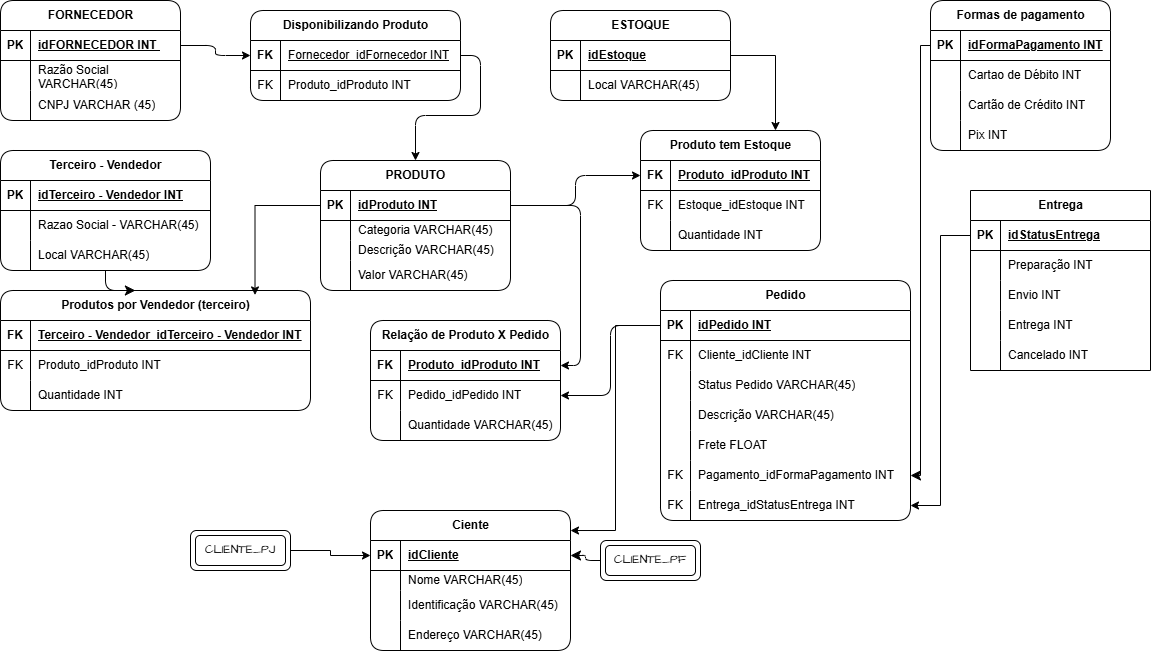 FORNECEDOR
PK idFORNECEDOR INT
Razão Social
VARCHAR(45)
CNPJ VARCHAR (45)
Disponibilizando Produto
FK Fornecedor_idFornecedor INT
FK Produto_idProduto INT
ESTOQUE
PK idEstoque
Local VARCHAR(45)
Formas de pagamento
PK idFormaPagamento INT
Cartao de Débito INT
Cartão de Crédito INT
Pix INT
Terceiro - Vendedor
PK idTerceiro - Vendedor INT
Razao Social - VARCHAR(45)
Local VARCHAR(45)
PRODUTO
PK idProduto INT
Categoria VARCHAR(45)
Descrição VARCHAR(45)
Valor VARCHAR(45)
Produto tem Estoque
FK Produto_idProduto INT
FK Estoque_idEstoque INT
Quantidade INT
Entrega
PK idStatusEntrega
Preparação INT
Envio INT
Entrega INT
Cancelado INT
Produtos por Vendedor (terceiro)
FK Terceiro - Vendedor_idTerceiro - Vendedor INT
FK Produto_idProduto INT
Quantidade INT
Relação de Produto X Pedido
FK Produto_idProduto INT
FK Pedido_idPedido INT
Quantidade VARCHAR(45)
Pedido
PK idPedido INT
FK Cliente_idCliente INT
Status Pedido VARCHAR(45)
Descrição VARCHAR(45)
Frete FLOAT
FK Pagamento_idFormaPagamento INT
FK Entrega_idStatusEntrega INT
Ciente
PK idCliente
Nome VARCHAR(45)
Identificação VARCHAR(45)
Endereço VARCHAR(45)
CLIENTE_PJ
CLIENTE_PF